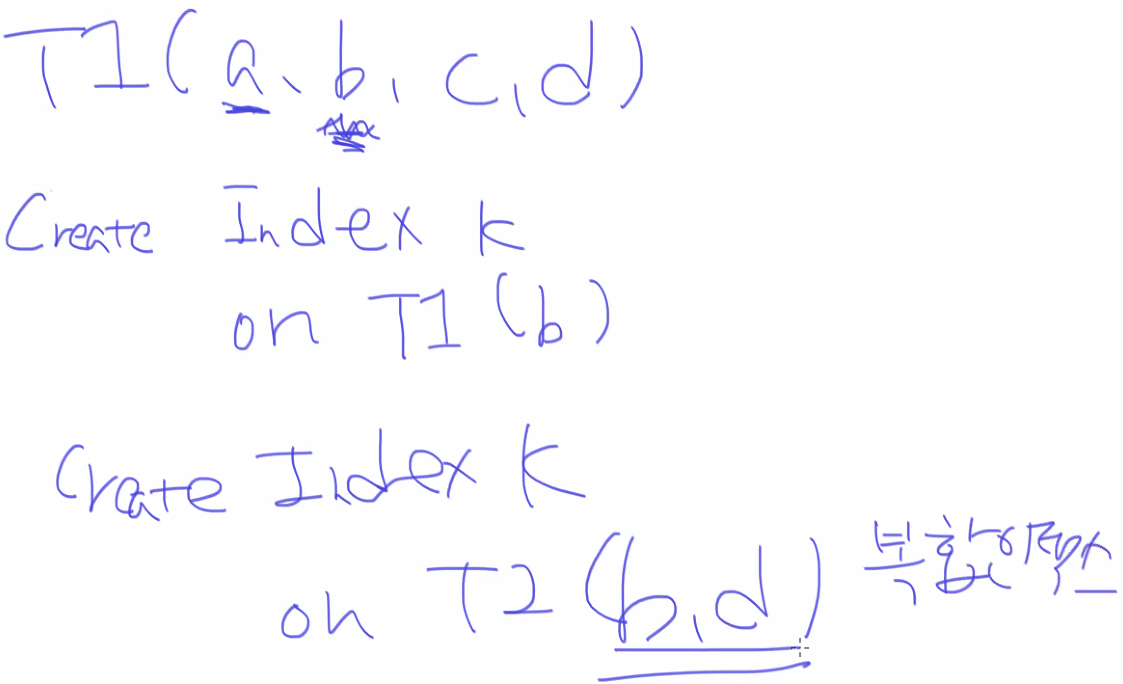 T1(a, b, c, d)
Create Index k
on T1(b)
Create Index k
on T2(b, d) 복합인덱스